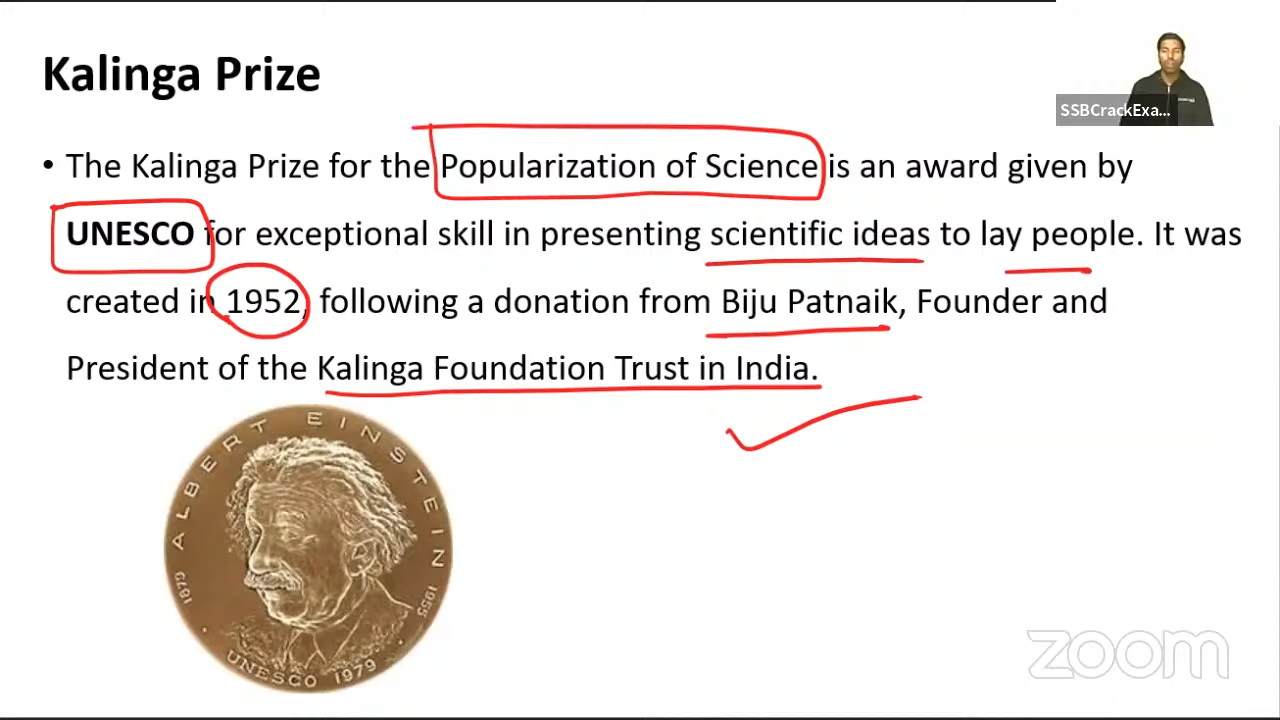 Kalinga Prize
SSBCrackExa...
• The Kalinga Prize for the Popularization of Science is an award given by
UNESCO for exceptional skill in presenting scientific ideas to lay people. It was
created in 1952, following a donation from Biju Patnaik, Founder and
President of the Kalinga Foundation Trust in India.
ALBERT EINSTEIN
1879
1955
UNESCO 1979
zoom